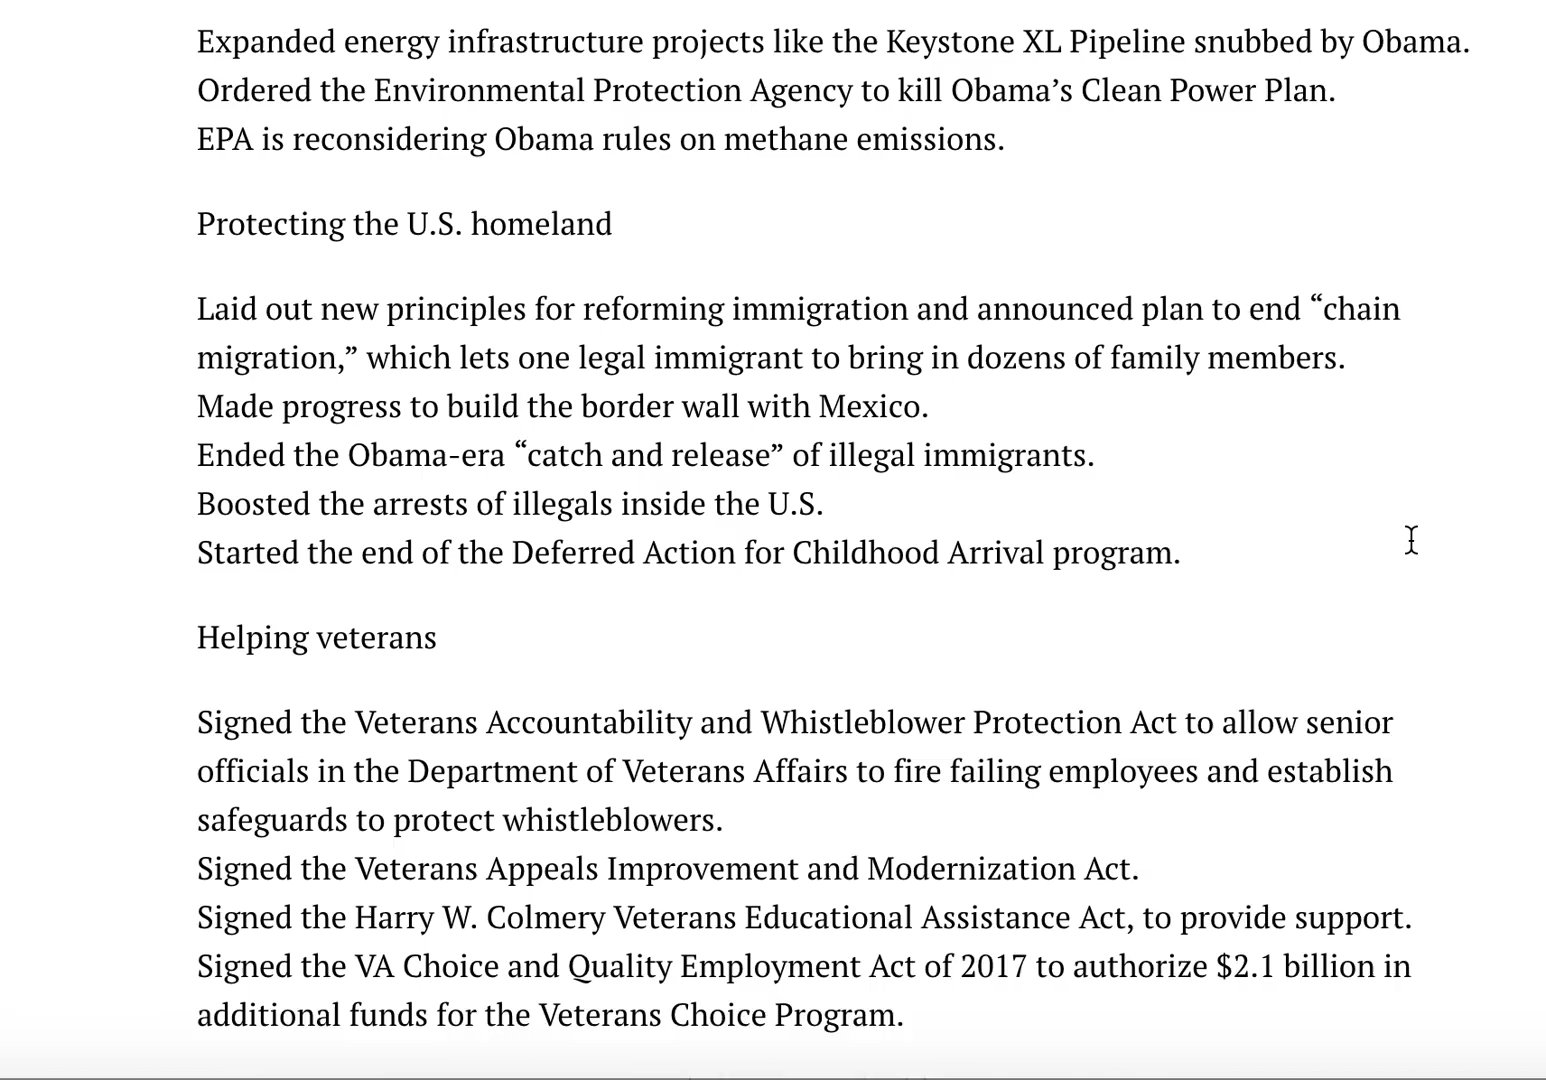 Expanded energy infrastructure projects like the Keystone XL Pipeline snubbed by Obama.
Ordered the Environmental Protection Agency to kill Obama’s Clean Power Plan.
EPA is reconsidering Obama rules on methane emissions.
Protecting the U.S. homeland
Laid out new principles for reforming immigration and announced plan to end “chain
migration,” which lets one legal immigrant to bring in dozens of family members.
Made progress to build the border wall with Mexico.
Ended the Obama-era “catch and release” of illegal immigrants.
Boosted the arrests of illegals inside the U.S.
Started the end of the Deferred Action for Childhood Arrival program.
Helping veterans
Signed the Veterans Accountability and Whistleblower Protection Act to allow senior
officials in the Department of Veterans Affairs to fire failing employees and establish
safeguards to protect whistleblowers.
Signed the Veterans Appeals Improvement and Modernization Act.
Signed the Harry W. Colmery Veterans Educational Assistance Act, to provide support.
Signed the VA Choice and Quality Employment Act of 2017 to authorize $2.1 billion in
additional funds for the Veterans Choice Program.